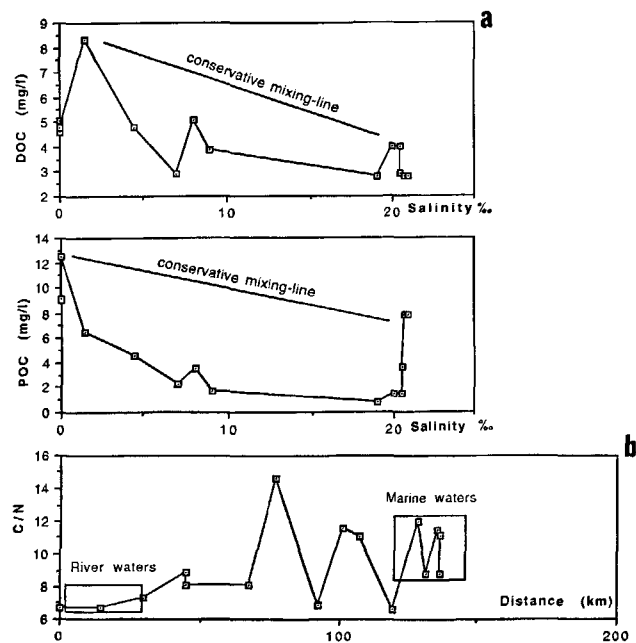 a
9
8
7
6
5
4
3
2
DOC (mg/l)
conservative mixing-line
0
10
20
Salinity ‰
14
12
10
8
6
4
2
0
POC (mg/l)
conservative mixing-line
0
10
20
Salinity ‰
b
16
14
12
10
8
6
C/N
River waters
Marine waters
Distance (km)
0
100
200